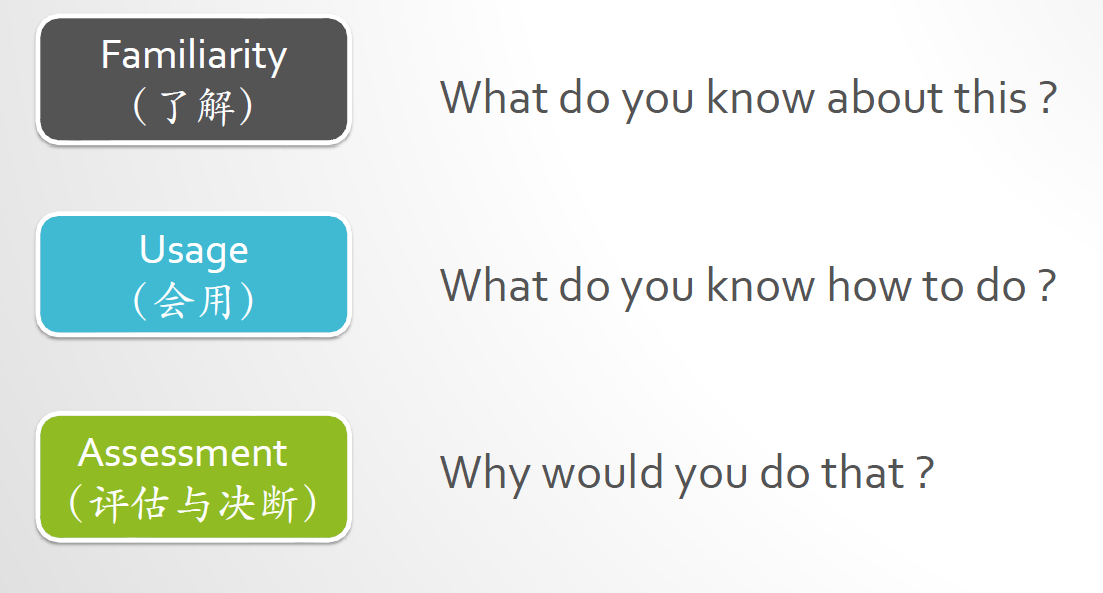 Familiarity
（了解）
What do you know about this ?
Usage
（会用）
What do you know how to do ?
Assessment
（评估与决断）
Why would you do that ?